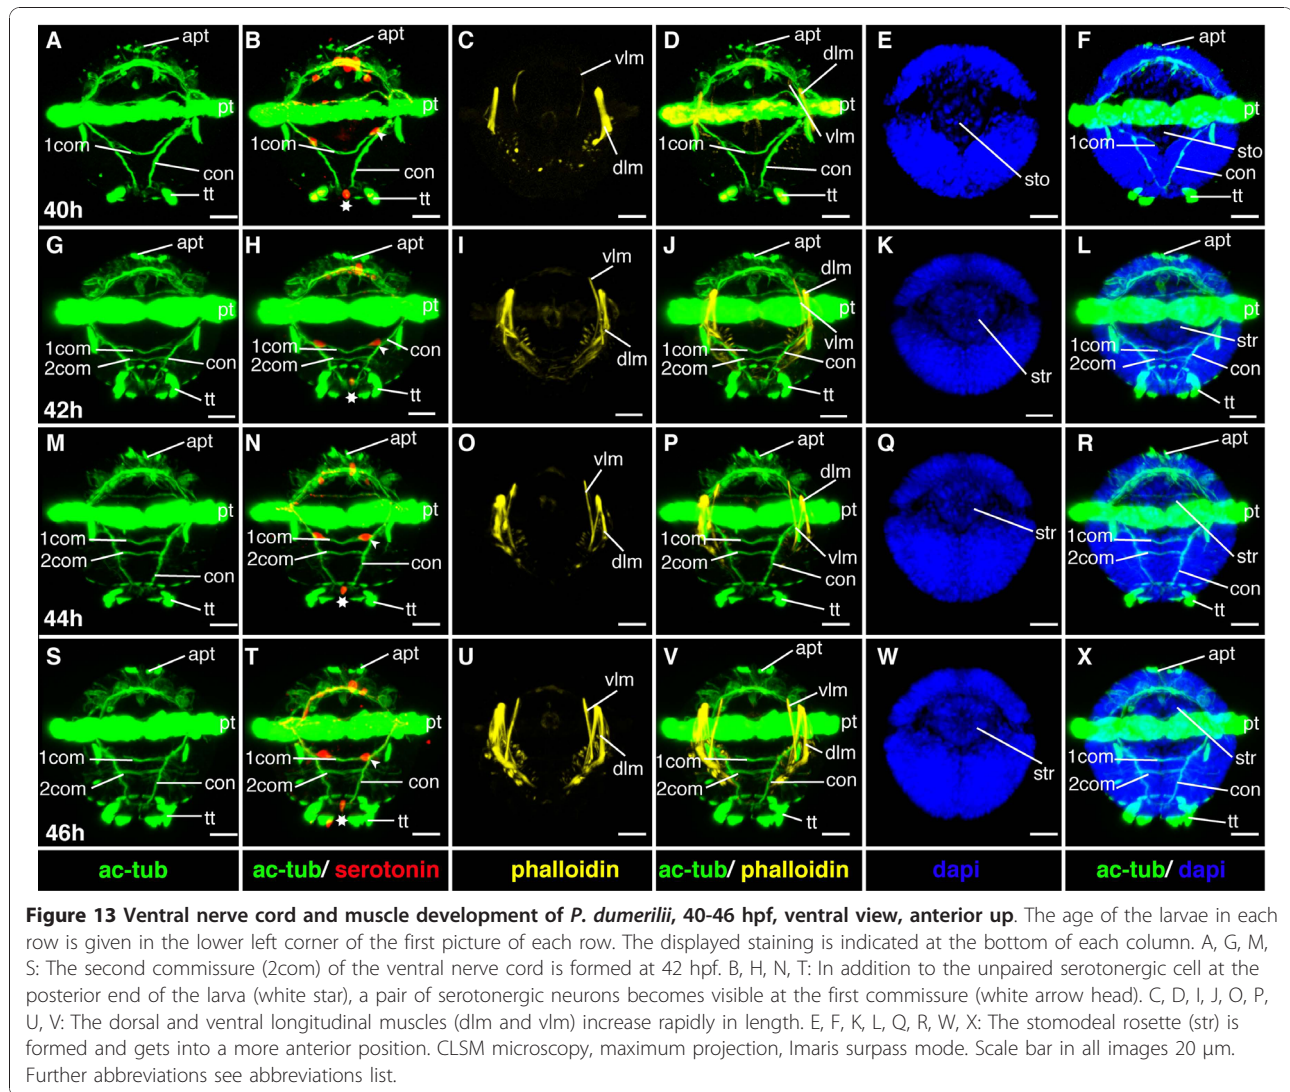 A apt 1com con tt 40h
B apt pt con tt
C vlm dlm
D apt dlm pt vlm con tt
E sto
F apt pt sto con tt 1com
G apt 1com 2com con tt 42h
H apt pt 1com 2com con tt
I vlm dlm
J apt dlm pt 1com 2com vlm con tt
K str
L apt pt 1com 2com str con tt
M apt 1com 2com con tt 44h
N apt pt 1com 2com con tt
O vlm dlm
P apt dlm pt 1com 2com vlm con tt
Q str
R apt pt 1com 2com str con tt
S apt 1com 2com con tt 46h
T apt pt 1com 2com con tt
U vlm dlm
V apt vlm pt 1com 2com dlm con tt
W str
X apt pt 1com 2com str con tt
ac-tub ac-tub/ serotonin phalloidin ac-tub/ phalloidin dapi ac-tub/ dapi
Figure 13 Ventral nerve cord and muscle development of P. dumerilii, 40-46 hpf, ventral view, anterior up. The age of the larvae in each
row is given in the lower left corner of the first picture of each row. The displayed staining is indicated at the bottom of each column. A, G, M,
S: The second commissure (2com) of the ventral nerve cord is formed at 42 hpf. B, H, N, T: In addition to the unpaired serotonergic cell at the
posterior end of the larva (white star), a pair of serotonergic neurons becomes visible at the first commissure (white arrow head). C, D, I, J, O, P,
U, V: The dorsal and ventral longitudinal muscles (dlm and vlm) increase rapidly in length. E, F, K, L, Q, R, W, X: The stomodeal rosette (str) is
formed and gets into a more anterior position. CLSM microscopy, maximum projection, Imaris surpass mode. Scale bar in all images 20 μm.
Further abbreviations see abbreviations list.